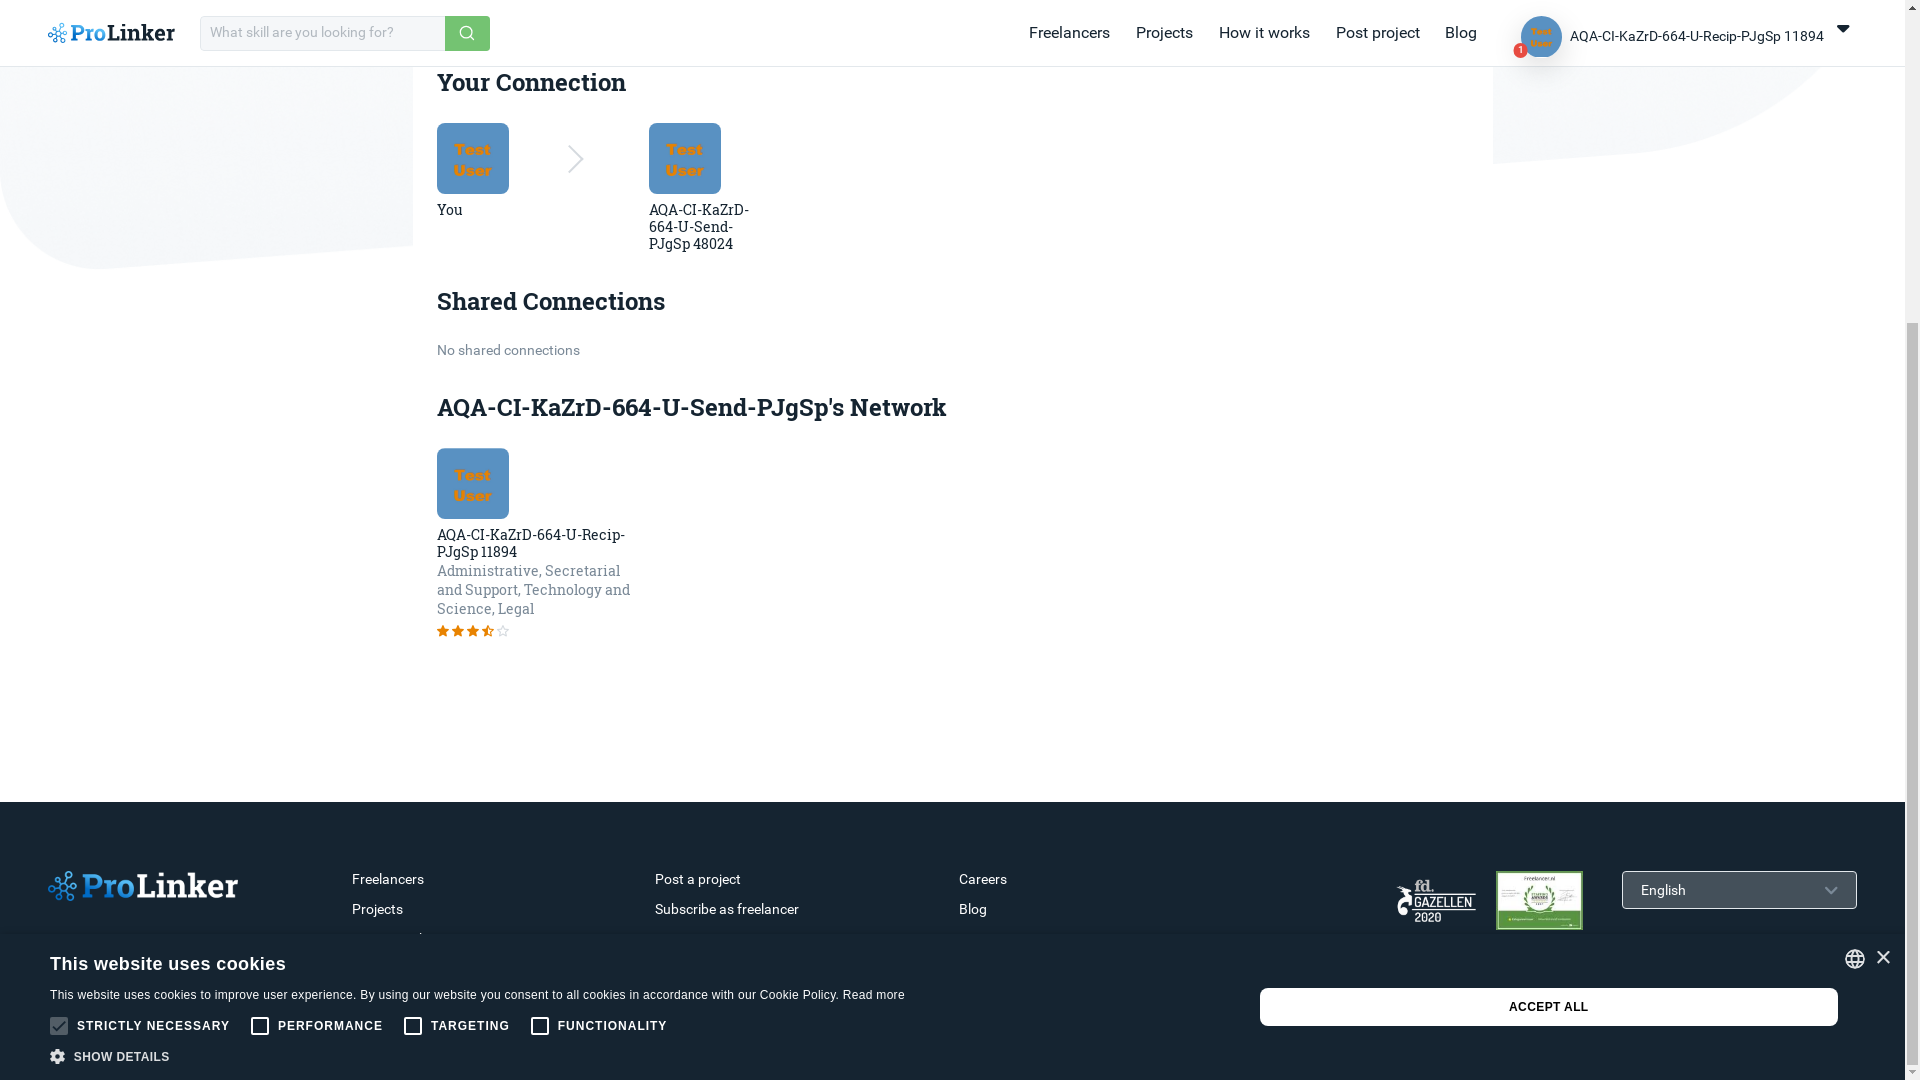 ProLinker
What skill are you looking for?
Freelancers
Projects
How it works
Post project
Blog
Test
User
1
AQA-CI-KaZrD-664-U-Recip-PJgSp 11894
Your Connection
Test
User
Test
User
You
AQA-CI-KaZrD-
664-U-Send-
PJgSp 48024
Shared Connections
No shared connections
AQA-CI-KaZrD-664-U-Send-PJgSp's Network
Test
User
AQA-CI-KaZrD-664-U-Recip-
PJgSp 11894
Administrative, Secretarial
and Support, Technology and
Science, Legal
ProLinker
Freelancers
Projects
Post a project
Subscribe as freelancer
Careers
Blog
fd.
GAZELLEN
2020
English
This website uses cookies
This website uses cookies to improve user experience. By using our website you consent to all cookies in accordance with our Cookie Policy. Read more
STRICTLY NECESSARY
PERFORMANCE
TARGETING
FUNCTIONALITY
SHOW DETAILS
ACCEPT ALL